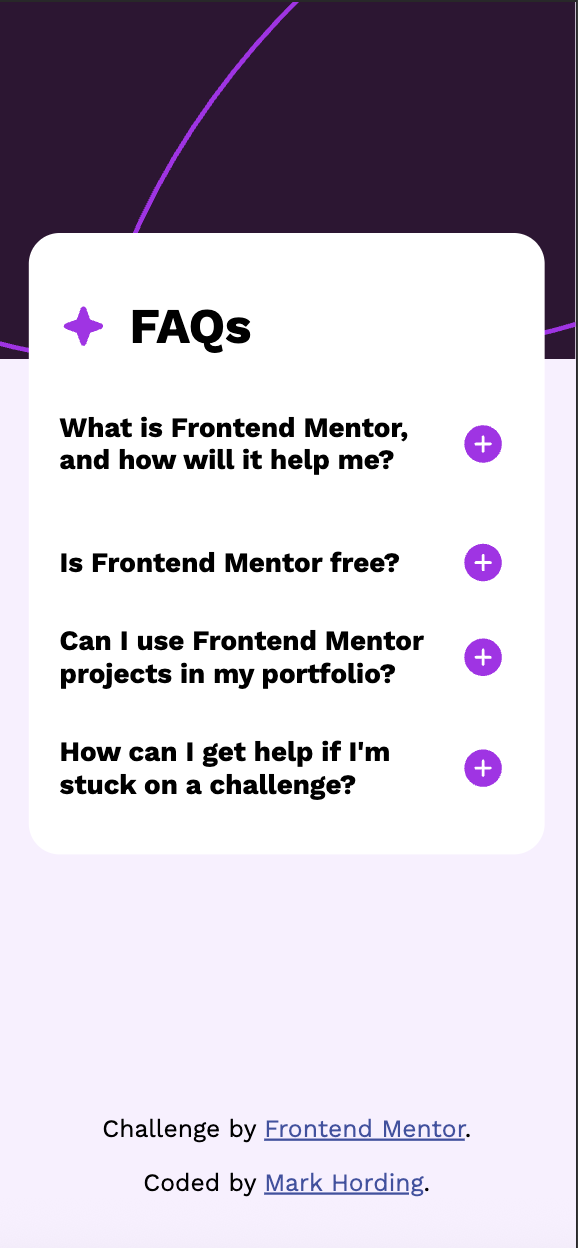 FAQs
What is Frontend Mentor,
and how will it help me?
Is Frontend Mentor free?
Can I use Frontend Mentor
projects in my portfolio?
How can I get help if I'm
stuck on a challenge?
Challenge by Frontend Mentor.
Coded by Mark Hording.